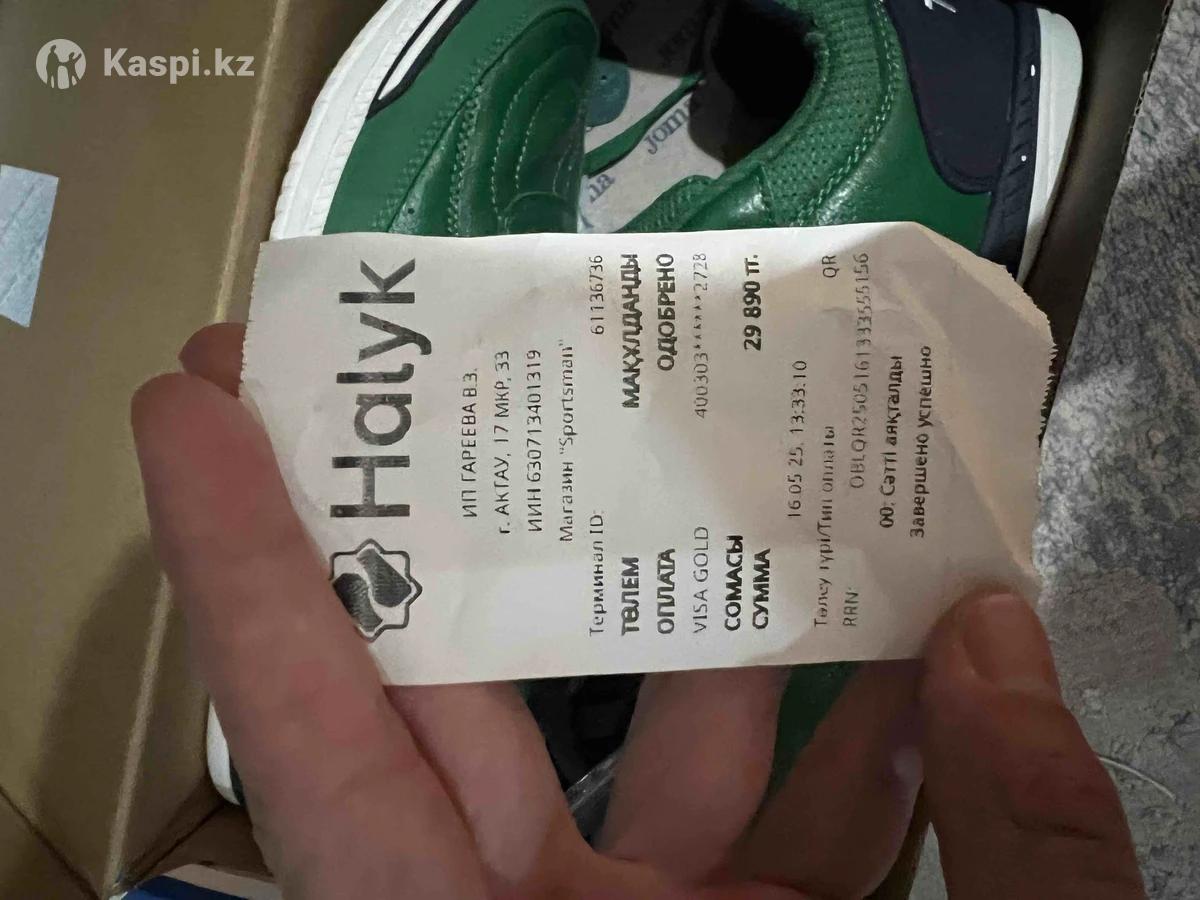 Kaspi.kz
Joma
Halyk
ИП ГАРЕЕВА В.З.
г. АКТАУ, 17 МКР, 33
ИИН 630713401319
Магазин "Sportsman"
Терминал ID: 61136736
ТӨЛЕМ МАҚҰЛДАНДЫ
ОПЛАТА ОДОБРЕНО
VISA GOLD 400303******2728
СОМАСЫ
СУММА 29 890 тг.
16.05.25, 13:33:10
Төлеу түрі/Тип оплаты QR
RRN: OBLQR2505161333555156
00: Сәтті аяқталды
Завершено успешно